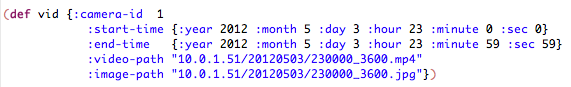 (def vid {:camera-id  1
          :start-time {:year 2012 :month 5 :day 3 :hour 23 :minute 0 :sec 0}
          :end-time   {:year 2012 :month 5 :day 3 :hour 23 :minute 59 :sec 59}
          :video-path "10.0.1.51/20120503/230000_3600.mp4"
          :image-path "10.0.1.51/20120503/230000_3600.jpg"})